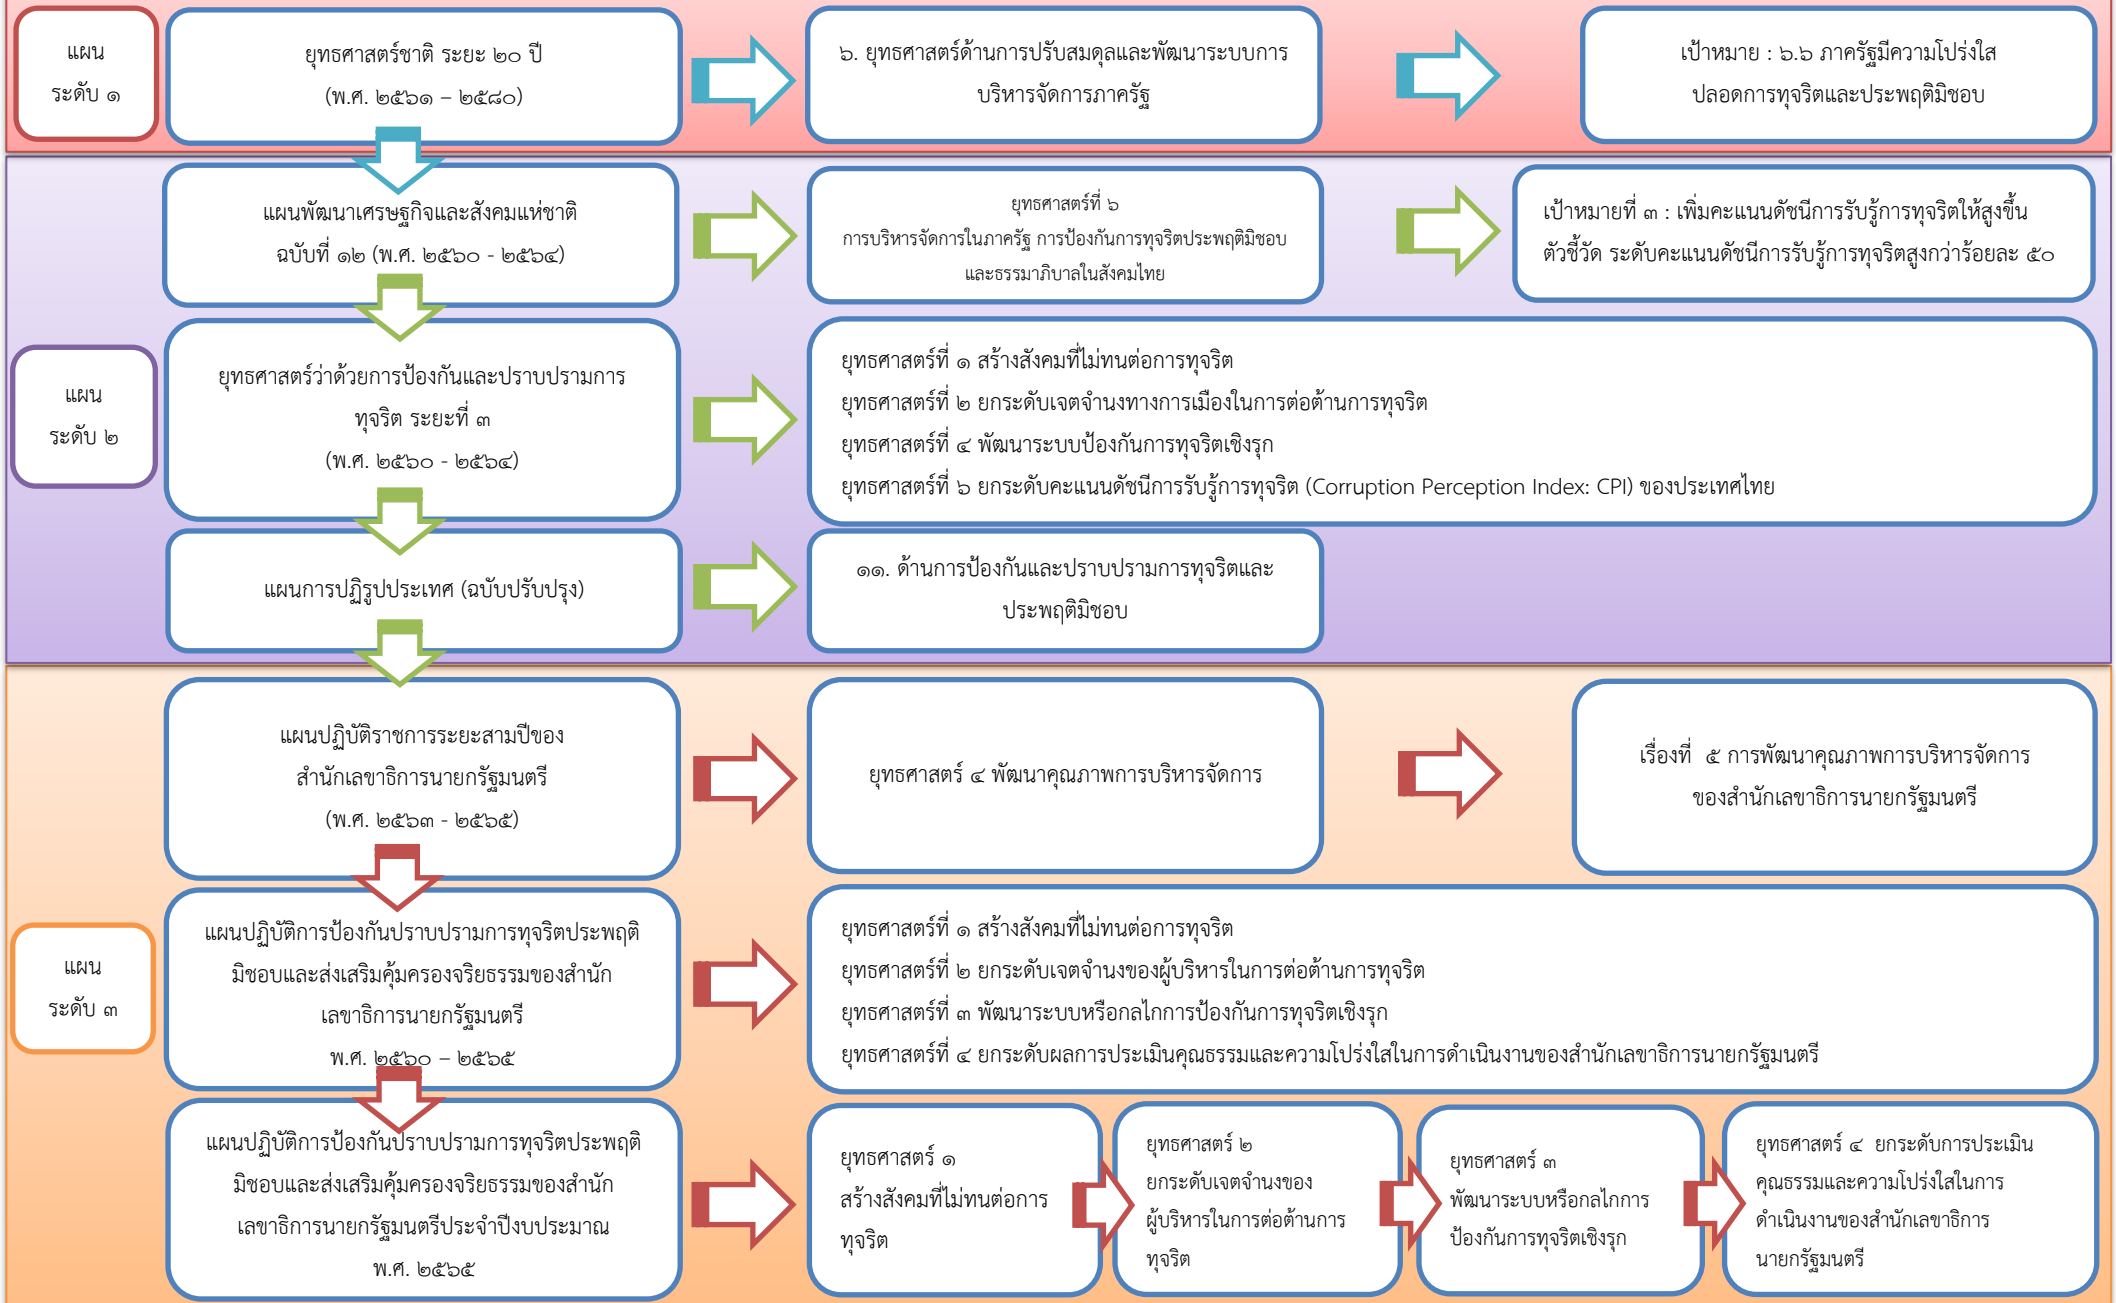 แผน
ระดับ ๑
ยุทธศาสตร์ชาติ ระยะ ๒๐ ปี
(พ.ศ. ๒๕๖๑ – ๒๕๘๐)
๖. ยุทธศาสตร์ด้านการปรับสมดุลและพัฒนาระบบการ
บริหารจัดการภาครัฐ
เป้าหมาย : ๖.๖ ภาครัฐมีความโปร่งใส
ปลอดการทุจริตและประพฤติมิชอบ
แผน
ระดับ ๒
แผนพัฒนาเศรษฐกิจและสังคมแห่งชาติ
ฉบับที่ ๑๒ (พ.ศ. ๒๕๖๐ - ๒๕๖๔)
ยุทธศาสตร์ที่ ๖
การบริหารจัดการในภาครัฐ การป้องกันการทุจริตประพฤติมิชอบ
และธรรมาภิบาลในสังคมไทย
เป้าหมายที่ ๓ : เพิ่มคะแนนดัชนีการรับรู้การทุจริตให้สูงขึ้น
ตัวชี้วัด ระดับคะแนนดัชนีการรับรู้การทุจริตสูงกว่าร้อยละ ๕๐
ยุทธศาสตร์ว่าด้วยการป้องกันและปราบปรามการ
ทุจริต ระยะที่ ๓
(พ.ศ. ๒๕๖๐ - ๒๕๖๔)
ยุทธศาสตร์ที่ ๑ สร้างสังคมที่ไม่ทนต่อการทุจริต
ยุทธศาสตร์ที่ ๒ ยกระดับเจตจำนงทางการเมืองในการต่อต้านการทุจริต
ยุทธศาสตร์ที่ ๔ พัฒนาระบบป้องกันการทุจริตเชิงรุก
ยุทธศาสตร์ที่ ๖ ยกระดับคะแนนดัชนีการรับรู้การทุจริต (Corruption Perception Index: CPI) ของประเทศไทย
แผนการปฏิรูปประเทศ (ฉบับปรับปรุง)
๑๑. ด้านการป้องกันและปราบปรามการทุจริตและ
ประพฤติมิชอบ
แผน
ระดับ ๓
แผนปฏิบัติราชการระยะสามปีของ
สำนักเลขาธิการนายกรัฐมนตรี
(พ.ศ. ๒๕๖๓ - ๒๕๖๕)
ยุทธศาสตร์ ๔ พัฒนาคุณภาพการบริหารจัดการ
เรื่องที่  ๕ การพัฒนาคุณภาพการบริหารจัดการ
ของสำนักเลขาธิการนายกรัฐมนตรี
แผนปฏิบัติการป้องกันปราบปรามการทุจริตประพฤติ
มิชอบและส่งเสริมคุ้มครองจริยธรรมของสำนัก
เลขาธิการนายกรัฐมนตรี
พ.ศ. ๒๕๖๐ – ๒๕๖๕
ยุทธศาสตร์ที่ ๑ สร้างสังคมที่ไม่ทนต่อการทุจริต
ยุทธศาสตร์ที่ ๒ ยกระดับเจตจำนงของผู้บริหารในการต่อต้านการทุจริต
ยุทธศาสตร์ที่ ๓ พัฒนาระบบหรือกลไกการป้องกันการทุจริตเชิงรุก
ยุทธศาสตร์ที่ ๔ ยกระดับผลการประเมินคุณธรรมและความโปร่งใสในการดำเนินงานของสำนักเลขาธิการนายกรัฐมนตรี
แผนปฏิบัติการป้องกันปราบปรามการทุจริตประพฤติ
มิชอบและส่งเสริมคุ้มครองจริยธรรมของสำนัก
เลขาธิการนายกรัฐมนตรีประจำปีงบประมาณ
พ.ศ. ๒๕๖๕
ยุทธศาสตร์ ๑
สร้างสังคมที่ไม่ทนต่อการ
ทุจริต
ยุทธศาสตร์ ๒
ยกระดับเจตจำนงของ
ผู้บริหารในการต่อต้านการ
ทุจริต
ยุทธศาสตร์ ๓
พัฒนาระบบหรือกลไกการ
ป้องกันการทุจริตเชิงรุก
ยุทธศาสตร์ ๔  ยกระดับการประเมิน
คุณธรรมและความโปร่งใสในการ
ดำเนินงานของสำนักเลขาธิการ
นายกรัฐมนตรี